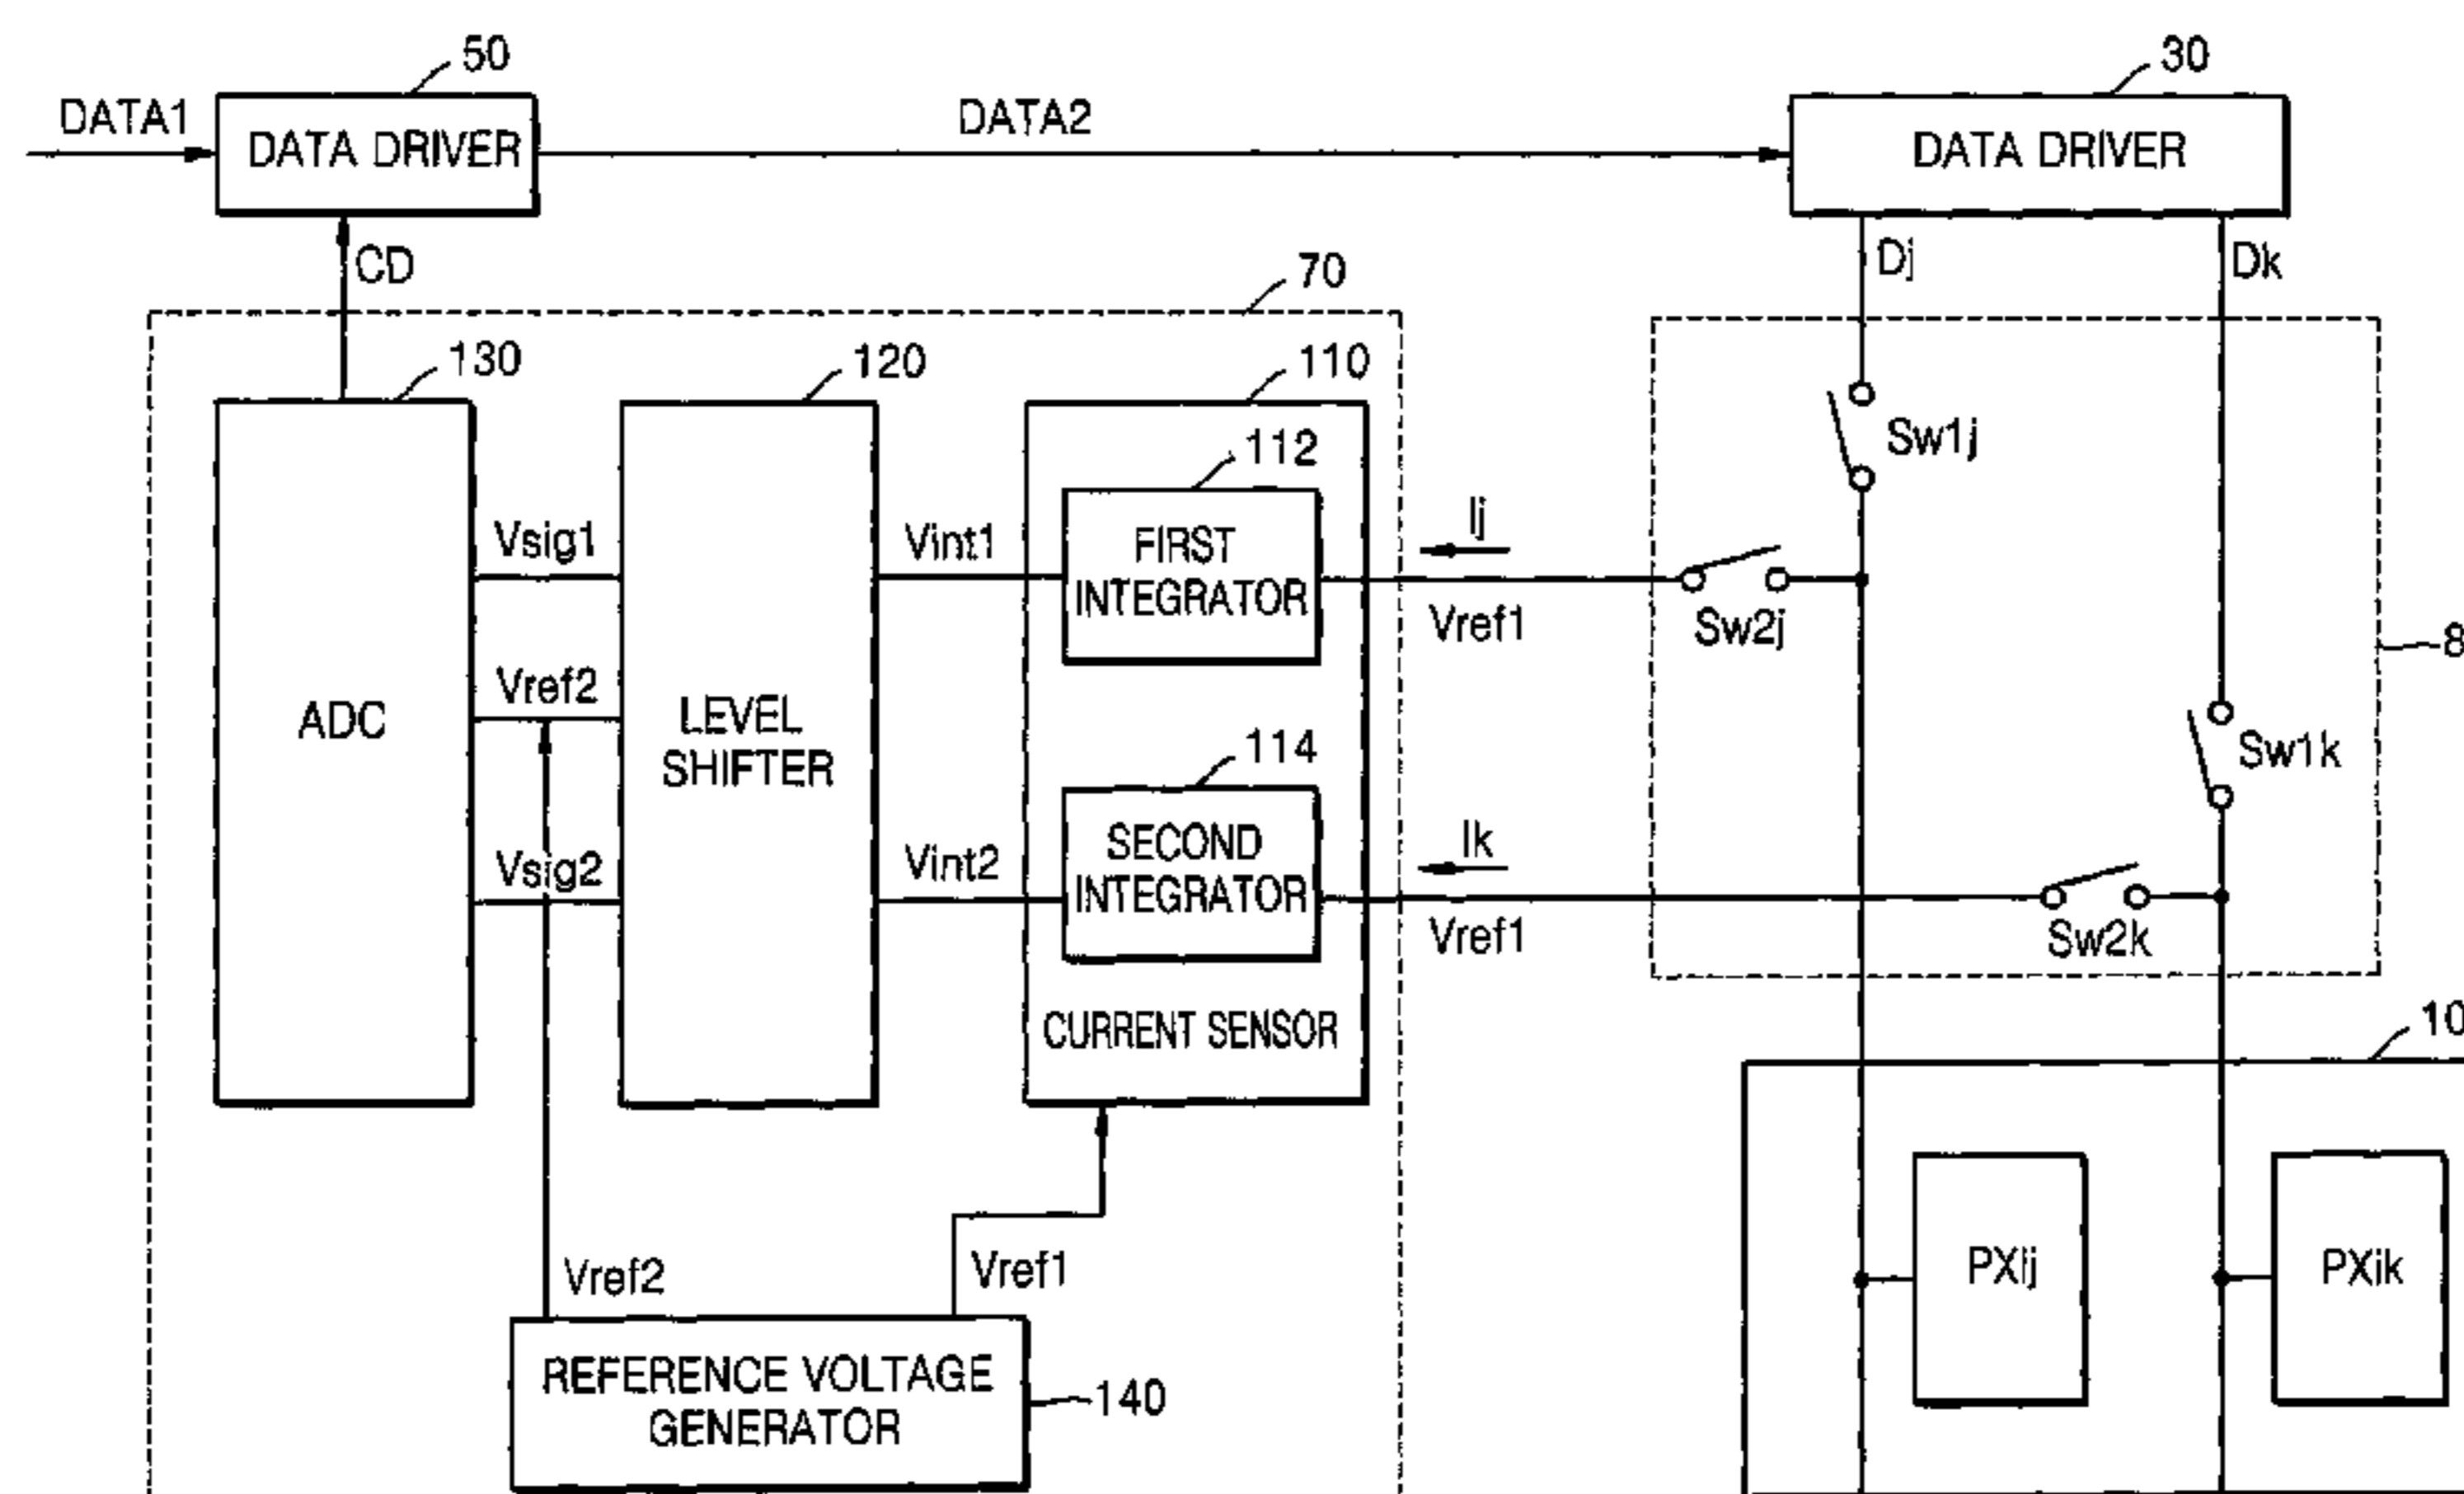 50
30
DATA1
DATA DRIVER
DATA2
DATA DRIVER
CD
Dj
Dk
70
130
120
110
Sw1j
112
Vsig1
Vint1
FIRST
INTEGRATOR
Ij
Vref1
Sw2j
8
Vref2
ADC
LEVEL
SHIFTER
114
Sw1k
Vsig2
Vint2
SECOND
INTEGRATOR
Ik
Vref1
Sw2k
CURRENT SENSOR
10
Vref2
Vref1
PXij
PXik
REFERENCE VOLTAGE
GENERATOR
140